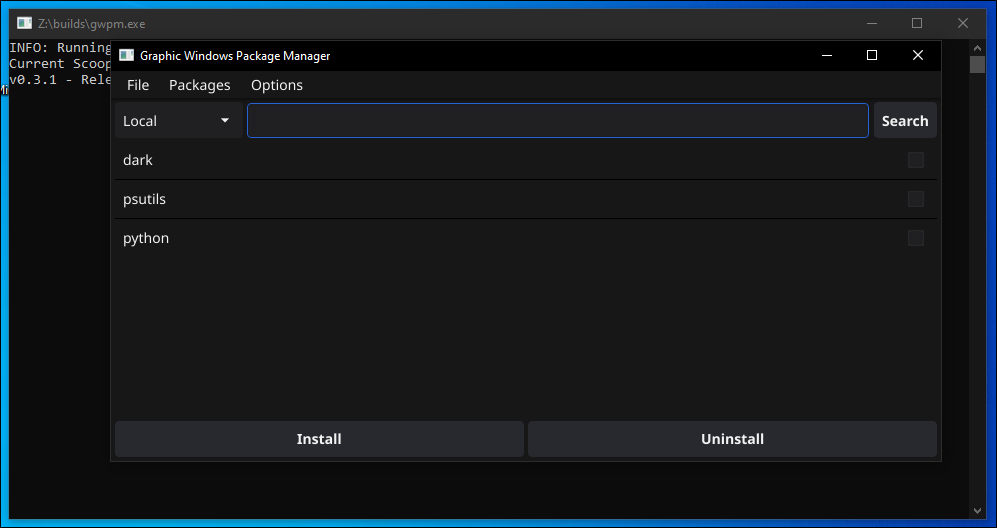 Z:\builds\gwpm.exe
INFO: Running
Current Scoop
v0.3.1 - Rele
Graphic Windows Package Manager
File Packages Options
Local Search
dark
psutils
python
Install Uninstall